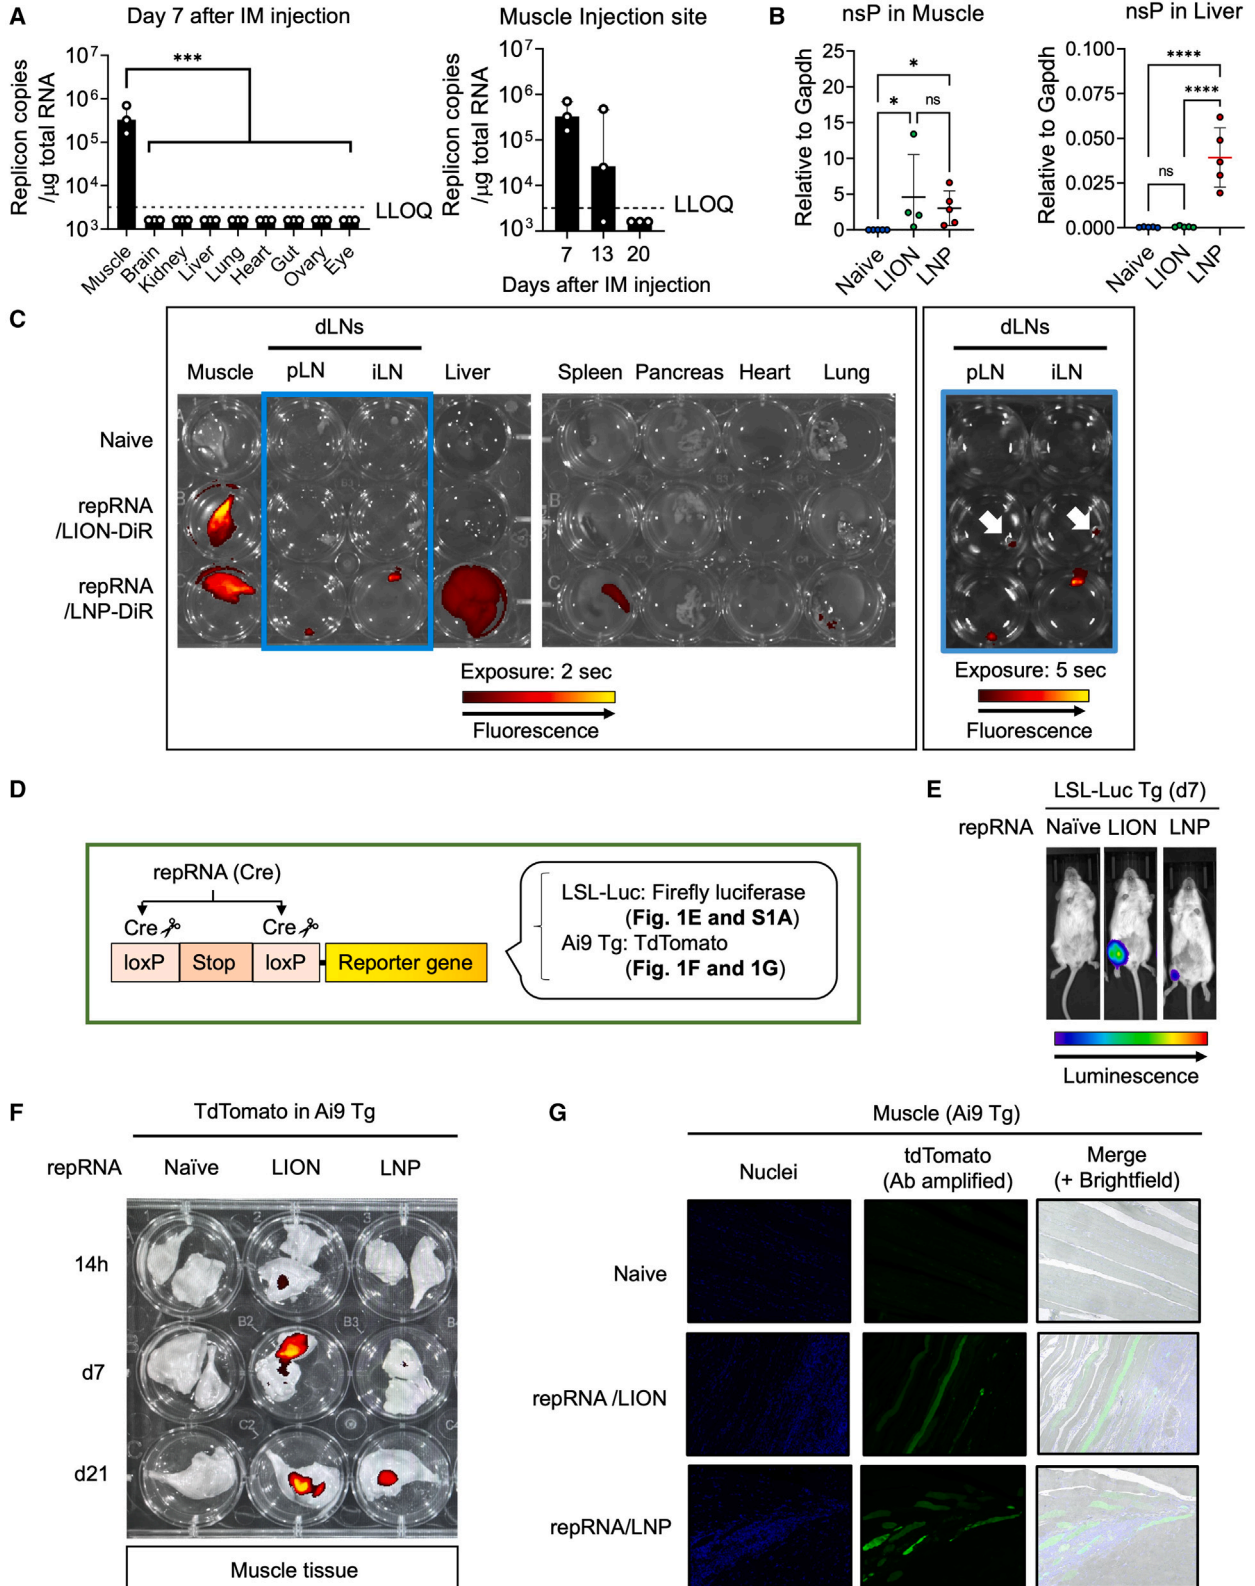 A
Day 7 after IM injection
Replicon copies
/µg total RNA
10⁷
10⁶
10⁵
10⁴
10³
***
LLOQ
Muscle
Brain
Kidney
Liver
Lung
Heart
Gut
Ovary
Eye
Muscle Injection site
Replicon copies
/µg total RNA
10⁷
10⁶
10⁵
10⁴
10³
LLOQ
7 13 20
Days after IM injection
B
nsP in Muscle
Relative to Gapdh
25
20
15
10
5
0
*
* ns
Naive
LION
LNP
nsP in Liver
Relative to Gapdh
0.100
0.075
0.050
0.025
0.000
****
****
ns
Naive
LION
LNP
C
dLNs
Muscle pLN iLN Liver
Spleen Pancreas Heart Lung
dLNs
pLN iLN
Naive
repRNA
/LION-DiR
repRNA
/LNP-DiR
Exposure: 2 sec
Fluorescence
Exposure: 5 sec
Fluorescence
D
repRNA (Cre)
Cre Cre
loxP Stop loxP Reporter gene
LSL-Luc: Firefly luciferase
(Fig. 1E and S1A)
Ai9 Tg: TdTomato
(Fig. 1F and 1G)
E
LSL-Luc Tg (d7)
repRNA Naïve LION LNP
Luminescence
F
TdTomato in Ai9 Tg
repRNA Naïve LION LNP
14h
d7
d21
B2 B3
C2
Muscle tissue
G
Muscle (Ai9 Tg)
Nuclei
tdTomato
(Ab amplified)
Merge
(+ Brightfield)
Naive
repRNA /LION
repRNA/LNP